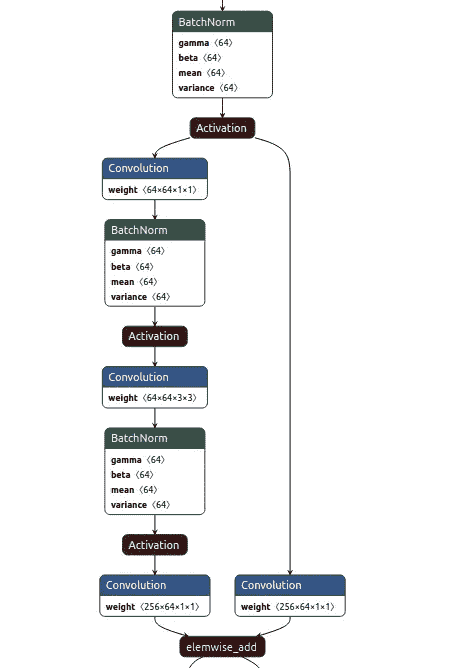 BatchNorm
gamma 〈64〉
beta 〈64〉
mean 〈64〉
variance 〈64〉
Activation
Convolution
weight 〈64×64×1×1〉
BatchNorm
gamma 〈64〉
beta 〈64〉
mean 〈64〉
variance 〈64〉
Activation
Convolution
weight 〈64×64×3×3〉
BatchNorm
gamma 〈64〉
beta 〈64〉
mean 〈64〉
variance 〈64〉
Activation
Convolution
weight 〈256×64×1×1〉
Convolution
weight 〈256×64×1×1〉
elemwise_add